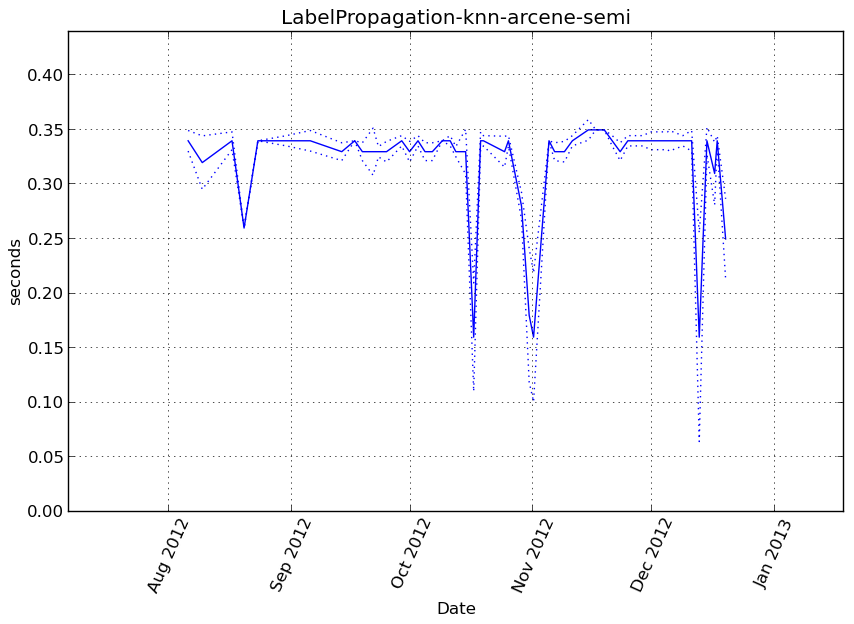 LabelPropagation-knn-arcene-semi
0.40
0.35
0.30
0.25
0.20
0.15
0.10
0.05
0.00
seconds
Aug 2012
Sep 2012
Oct 2012
Nov 2012
Dec 2012
Jan 2013
Date